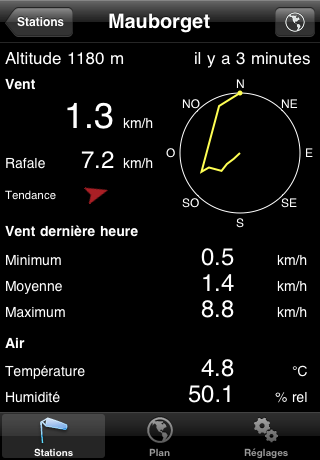 Stations
Mauborget
Altitude 1180 m il y a 3 minutes
Vent
1.3 km/h
Rafale 7.2 km/h
Tendance
N
NO NE
O E
SO SE
S
Vent dernière heure
Minimum 0.5 km/h
Moyenne 1.4 km/h
Maximum 8.8 km/h
Air
Température 4.8 °C
Humidité 50.1 % rel
Stations Plan Réglages